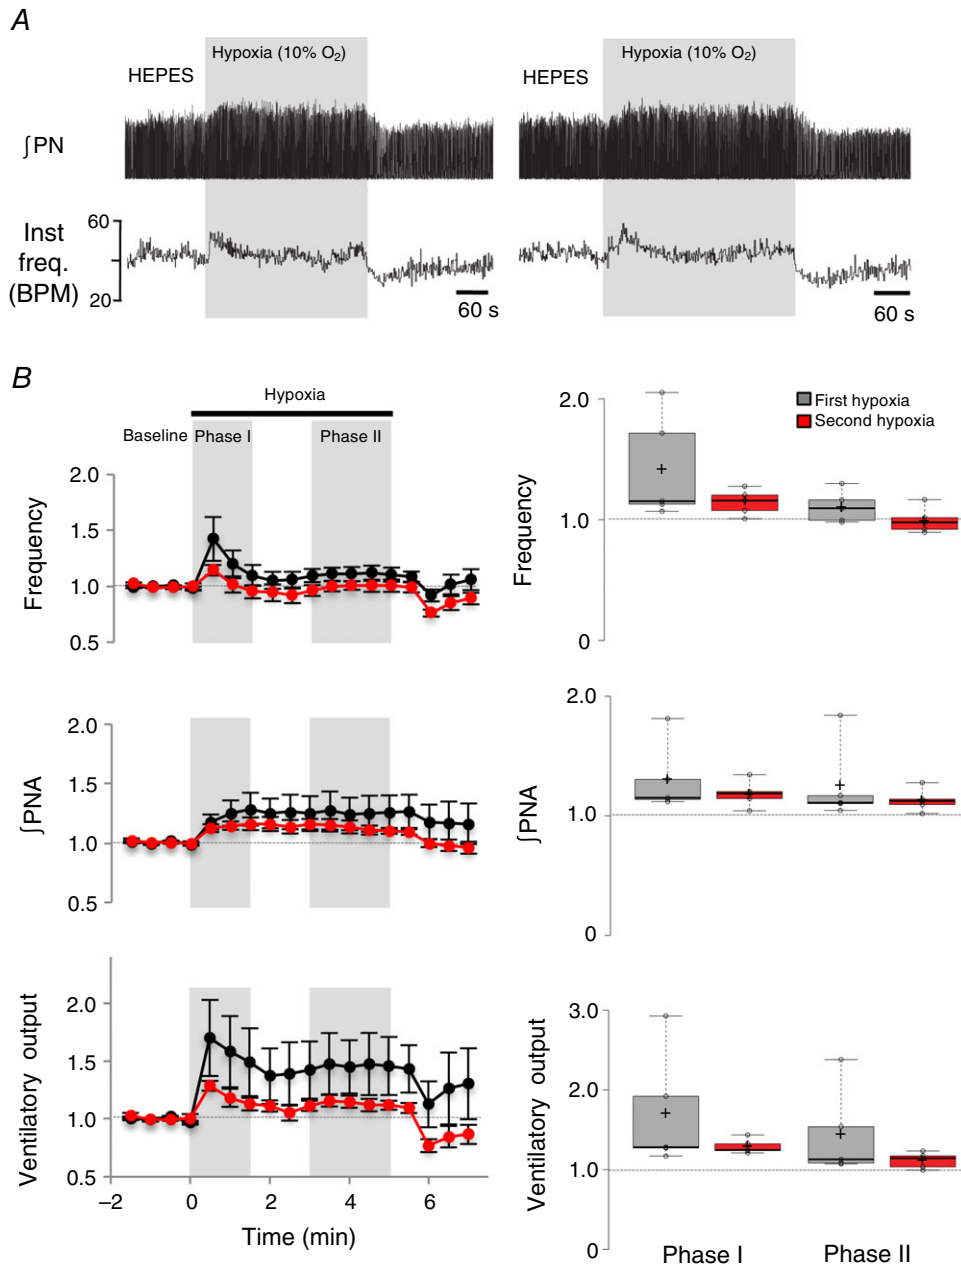 A
Hypoxia (10% O₂)
Hypoxia (10% O₂)
HEPES
HEPES
∫PN
Inst
freq.
(BPM)
60
20
60 s
60 s
B
Hypoxia
Baseline
Phase I
Phase II
Frequency
2.0
1.5
1.0
0.5
Frequency
2.0
1.0
0
First hypoxia
Second hypoxia
∫PNA
2.0
1.5
1.0
0.5
∫PNA
2.0
1.0
0
Ventilatory output
2.0
1.5
1.0
0.5
–2
0
2
4
6
Time (min)
Ventilatory output
3.0
2.0
1.0
0
Phase I
Phase II